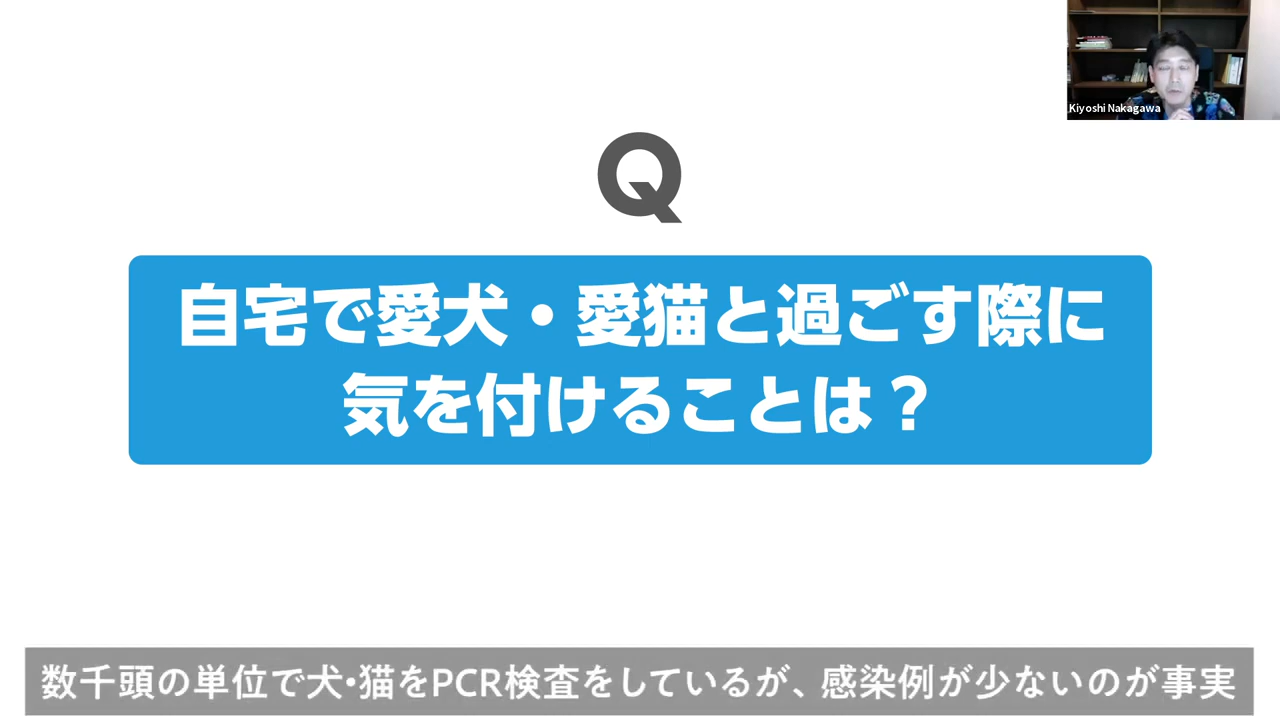 Kiyoshi Nakagawa
Q
自宅で愛犬・愛猫と過ごす際に
気を付けることは？
数千頭の単位で犬・猫をPCR検査をしているが、感染例が少ないのが事実